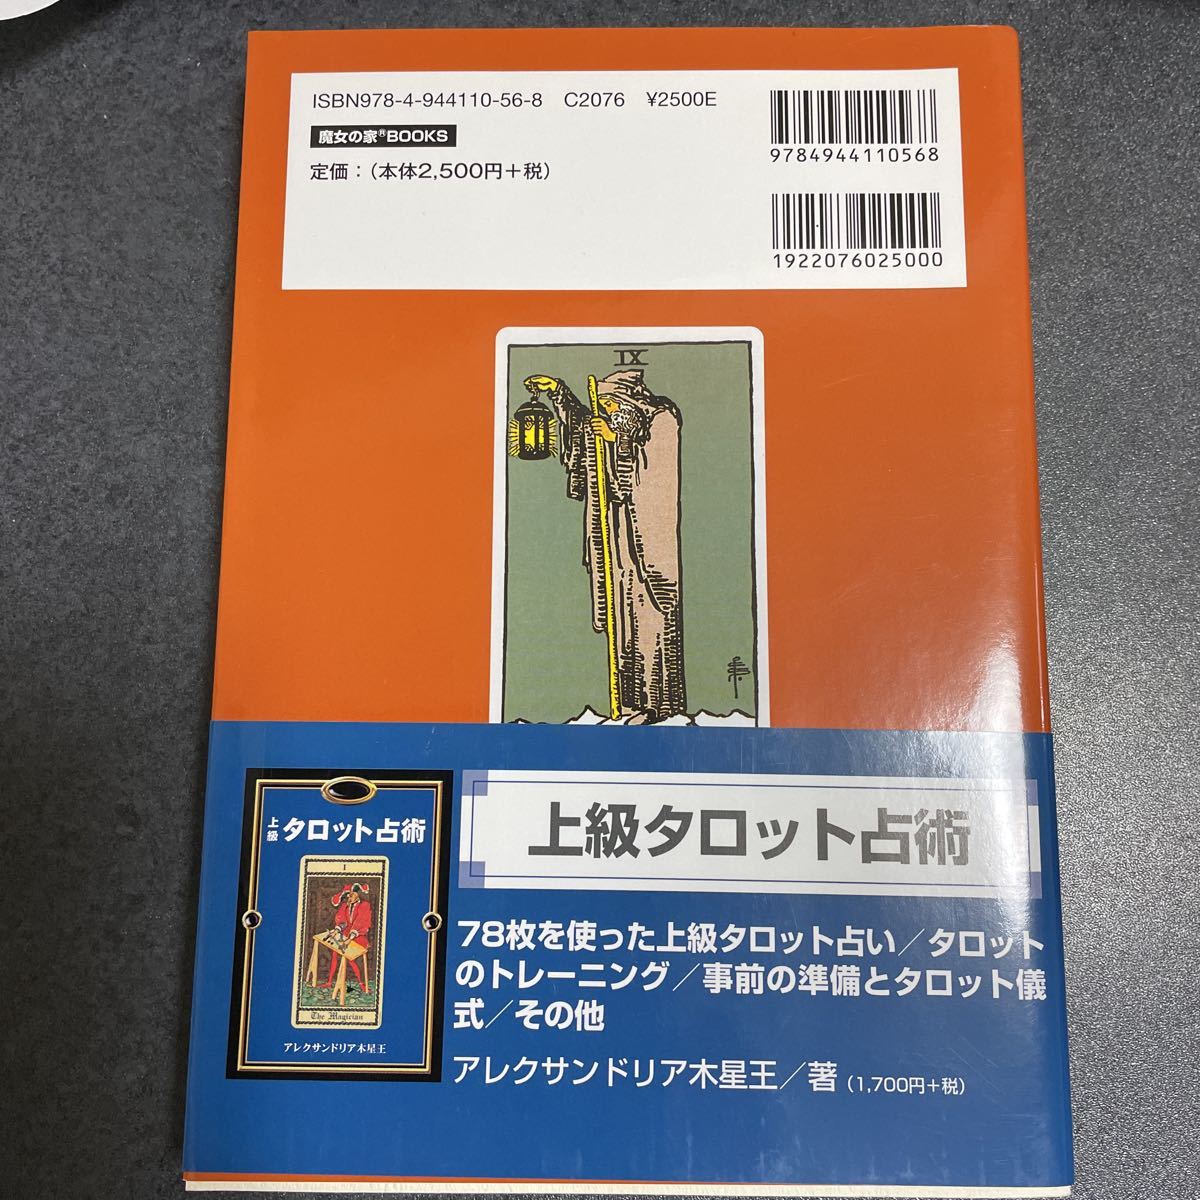 ISBN978-4-944110-56-8 C2076 ¥2500E
魔女の家®BOOKS
定価：（本体2,500円＋税）
9784944110568
1922076025000
IX
上級 タロット占術
I
The Magician
アレクサンドリア木星王
上級タロット占術
78枚を使った上級タロット占い／タロット
のトレーニング／事前の準備とタロット儀
式／その他
アレクサンドリア木星王／著（1,700円＋税）